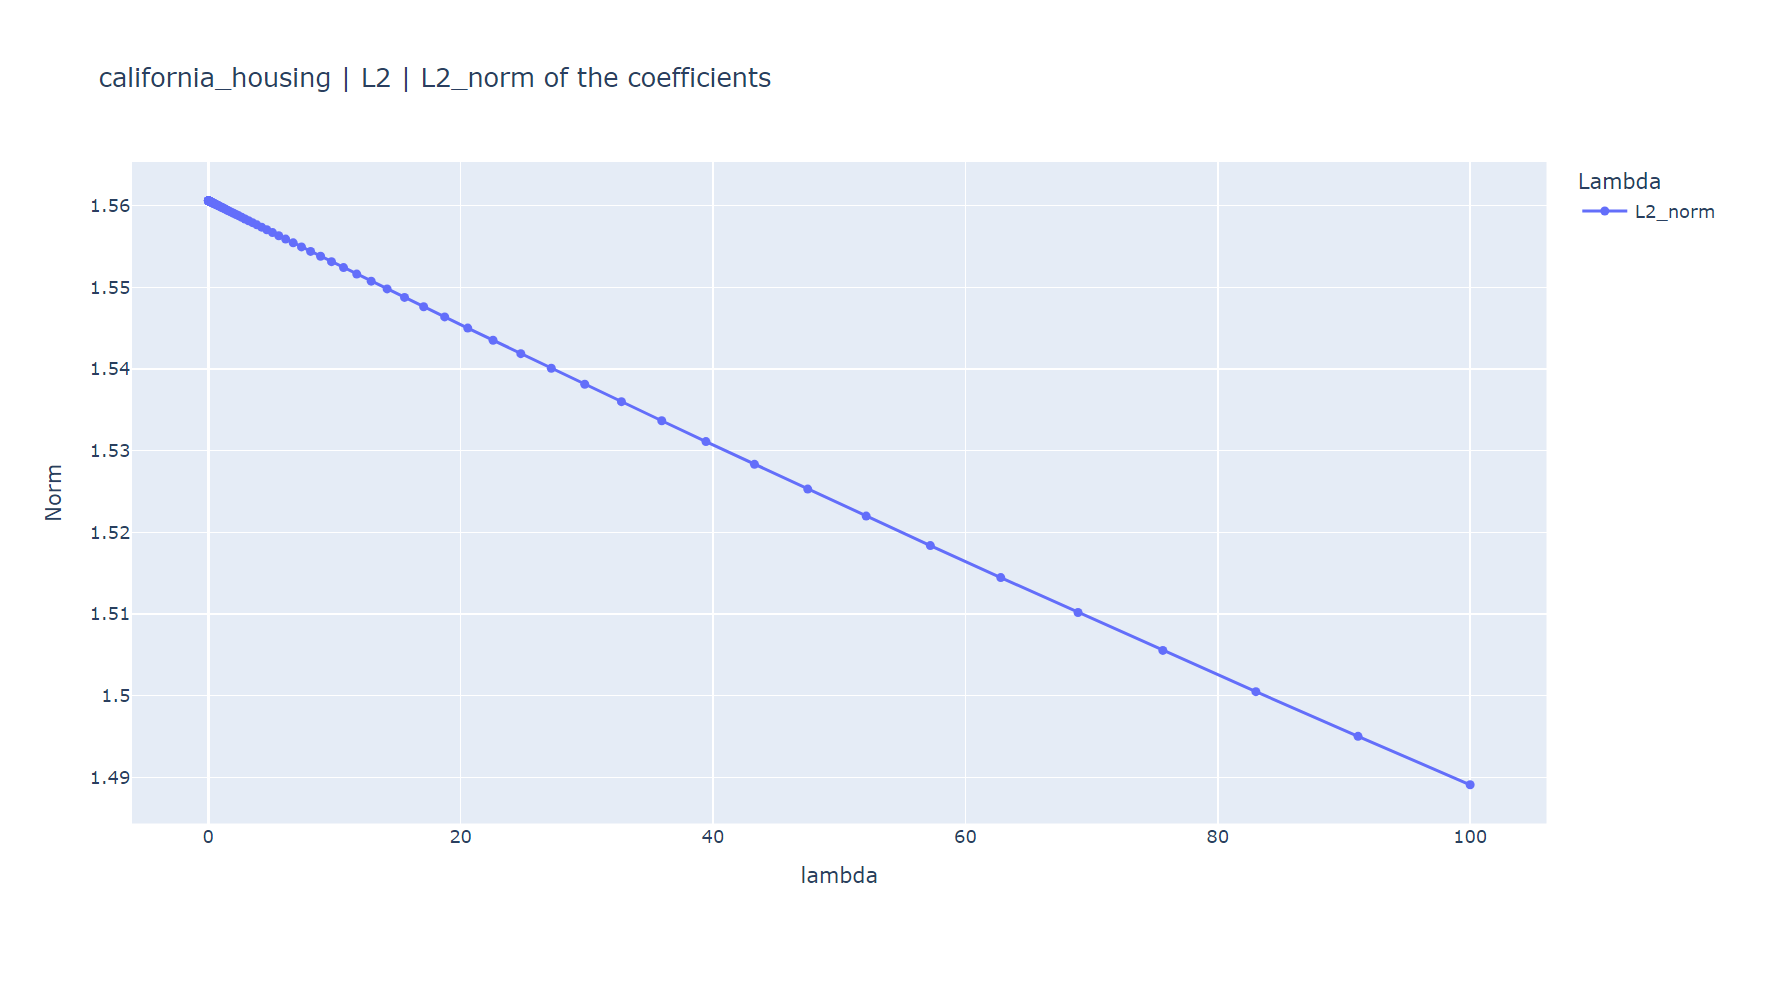 california_housing | L2 | L2_norm of the coefficients
Lambda
L2_norm
Norm
1.56
1.55
1.54
1.53
1.52
1.51
1.5
1.49
0 20 40 60 80 100
lambda